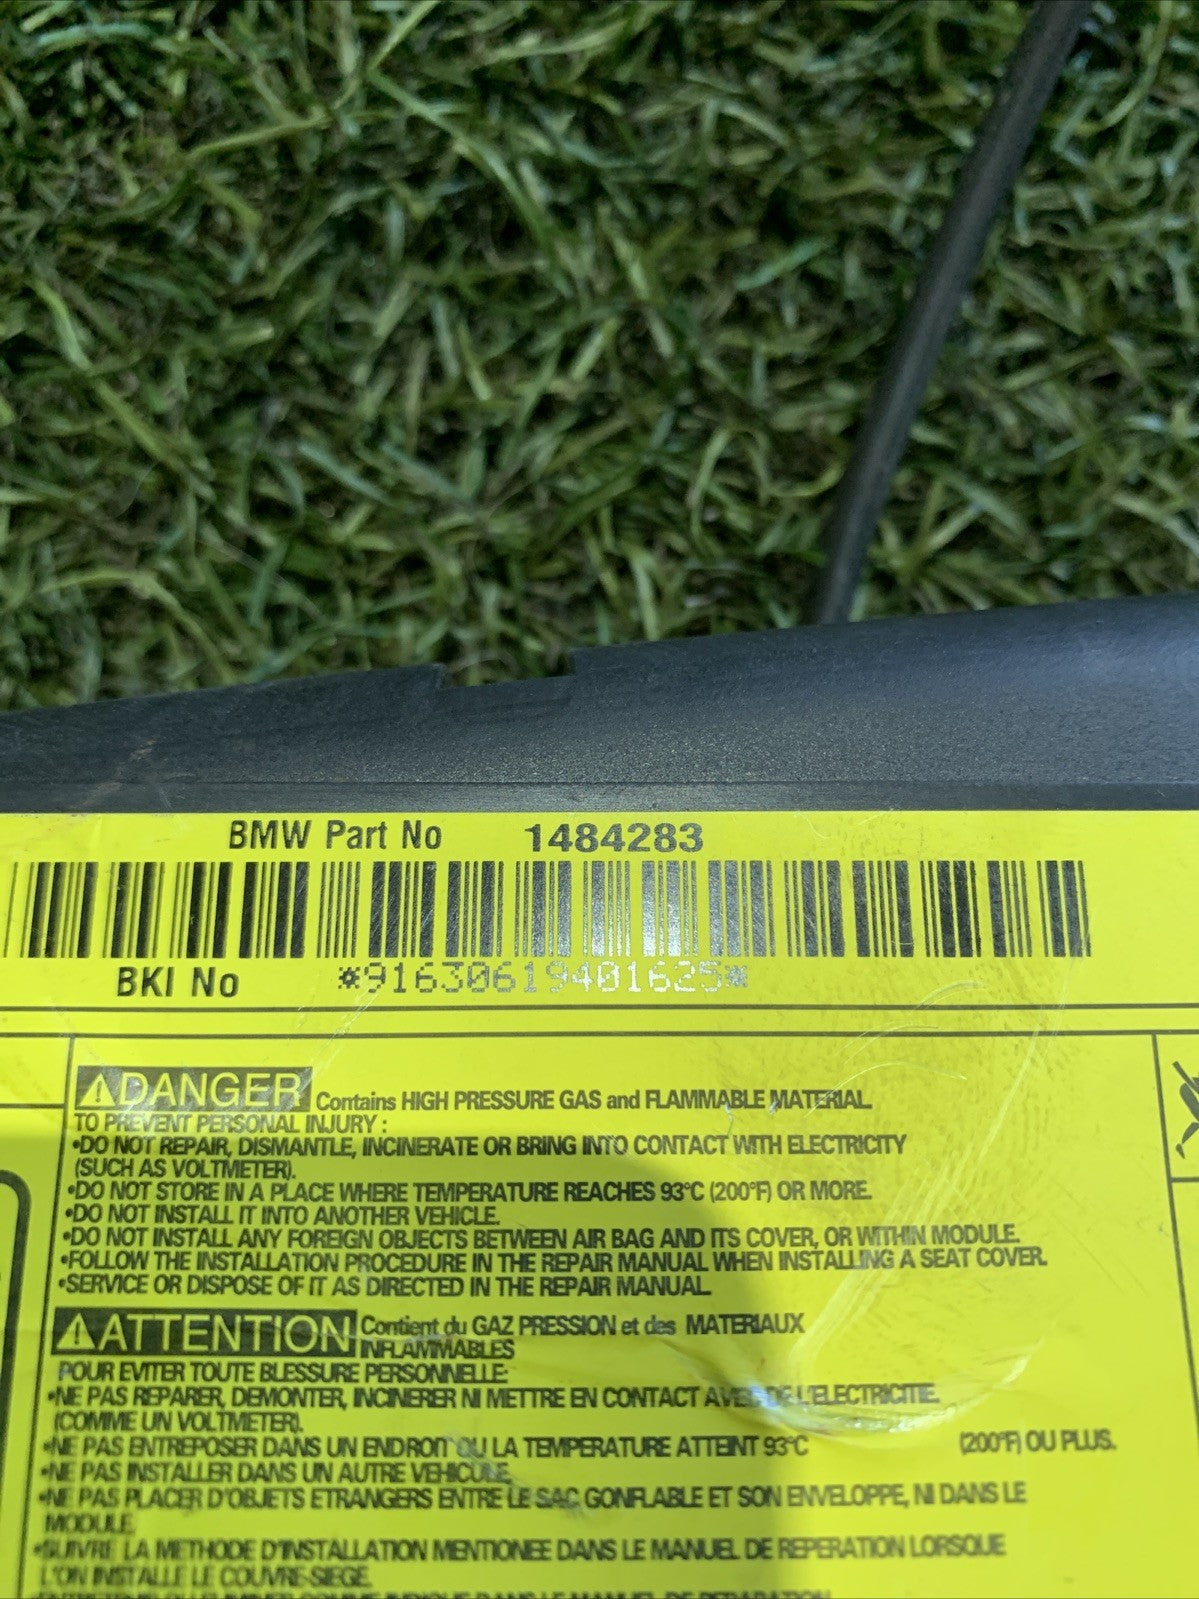 BMW Part No 1484283
BKI No *91630619401625*
⚠DANGER Contains HIGH PRESSURE GAS and FLAMMABLE MATERIAL.
TO PREVENT PERSONAL INJURY :
•DO NOT REPAIR, DISMANTLE, INCINERATE OR BRING INTO CONTACT WITH ELECTRICITY
(SUCH AS VOLTMETER).
•DO NOT STORE IN A PLACE WHERE TEMPERATURE REACHES 93°C (200°F) OR MORE.
•DO NOT INSTALL IT INTO ANOTHER VEHICLE.
•DO NOT INSTALL ANY FOREIGN OBJECTS BETWEEN AIR BAG AND ITS COVER, OR WITHIN MODULE.
•FOLLOW THE INSTALLATION PROCEDURE IN THE REPAIR MANUAL WHEN INSTALLING A SEAT COVER.
•SERVICE OR DISPOSE OF IT AS DIRECTED IN THE REPAIR MANUAL.
⚠ATTENTION Contient du GAZ PRESSION et des MATERIAUX
INFLAMMABLES
POUR EVITER TOUTE BLESSURE PERSONNELLE:
•NE PAS REPARER, DEMONTER, INCINERER NI METTRE EN CONTACT AVEC DE L'ELECTRICITIE.
(COMME UN VOLTMETER).
•NE PAS ENTREPOSER DANS UN ENDROIT OU LA TEMPERATURE ATTEINT 93°C (200°F) OU PLUS.
•NE PAS INSTALLER DANS UN AUTRE VEHICULE.
•NE PAS PLACER D'OBJETS ETRANGERS ENTRE LE SAC GONFLABLE ET SON ENVELOPPE, NI DANS LE
MODULE.
•SUIVRE LA METHODE D'INSTALLATION MENTIONEE DANS LE MANUEL DE REPERATION LORSQUE
L'ON INSTALLE LE COUVRE-SIEGE.